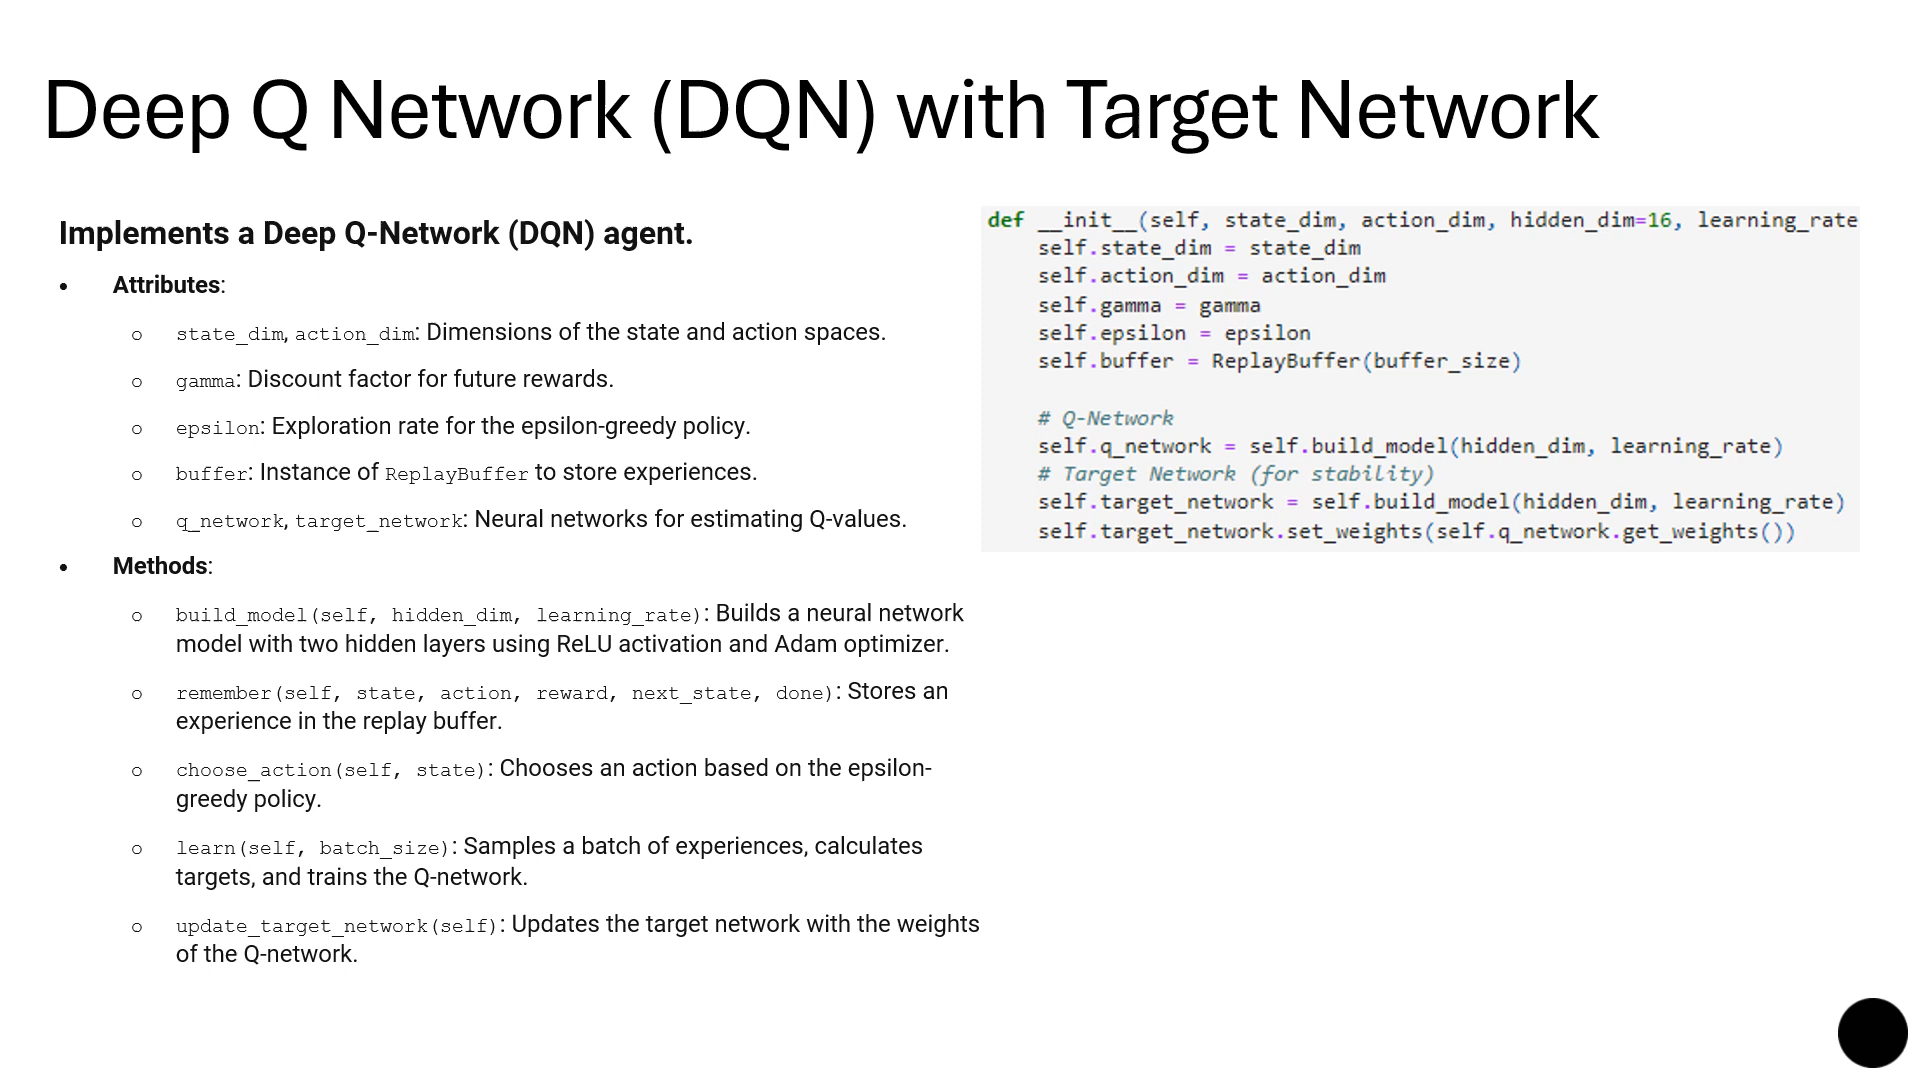 Deep Q Network (DQN) with Target Network
Implements a Deep Q-Network (DQN) agent.
• Attributes:
o state_dim, action_dim: Dimensions of the state and action spaces.
o gamma: Discount factor for future rewards.
o epsilon: Exploration rate for the epsilon-greedy policy.
o buffer: Instance of ReplayBuffer to store experiences.
o q_network, target_network: Neural networks for estimating Q-values.
• Methods:
o build_model(self, hidden_dim, learning_rate): Builds a neural network
model with two hidden layers using ReLU activation and Adam optimizer.
o remember(self, state, action, reward, next_state, done): Stores an
experience in the replay buffer.
o choose_action(self, state): Chooses an action based on the epsilon-
greedy policy.
o learn(self, batch_size): Samples a batch of experiences, calculates
targets, and trains the Q-network.
o update_target_network(self): Updates the target network with the weights
of the Q-network.
def __init__(self, state_dim, action_dim, hidden_dim=16, learning_rate
self.state_dim = state_dim
self.action_dim = action_dim
self.gamma = gamma
self.epsilon = epsilon
self.buffer = ReplayBuffer(buffer_size)
# Q-Network
self.q_network = self.build_model(hidden_dim, learning_rate)
# Target Network (for stability)
self.target_network = self.build_model(hidden_dim, learning_rate)
self.target_network.set_weights(self.q_network.get_weights())